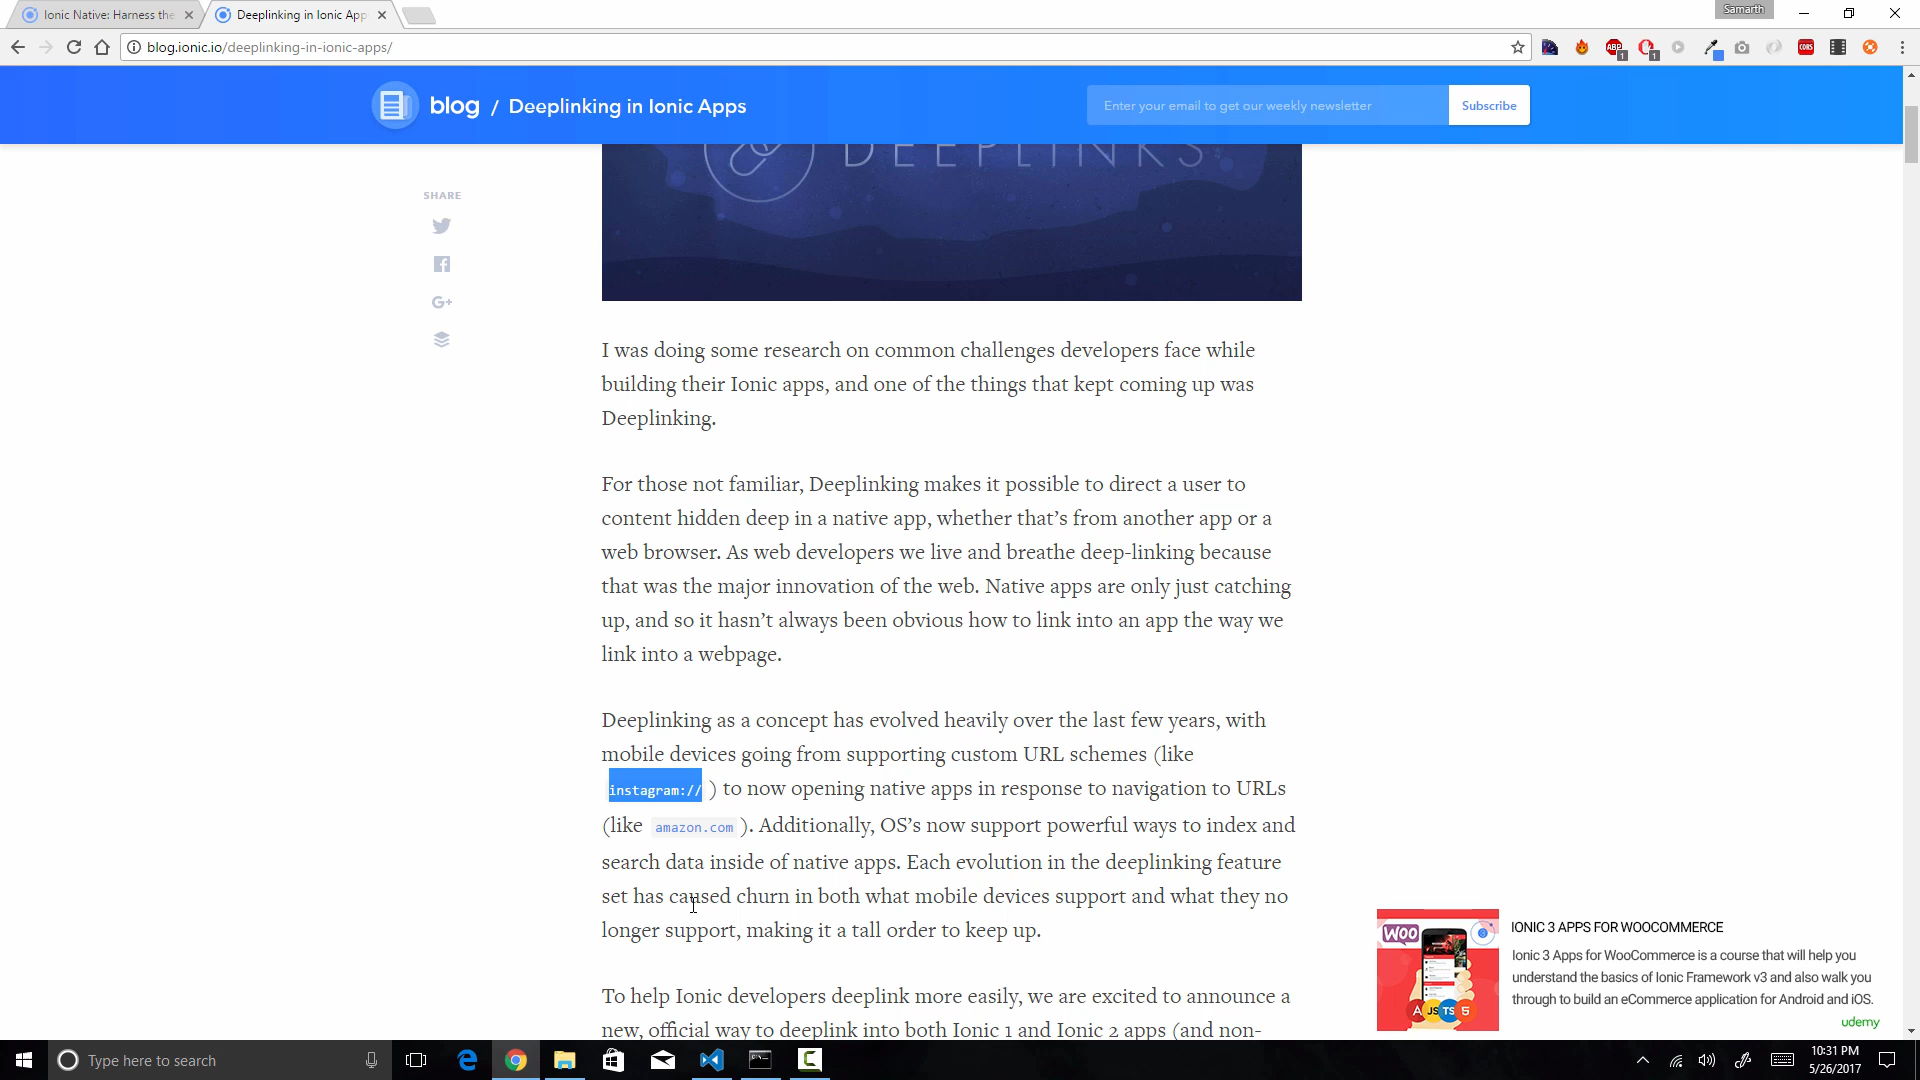 Ionic Native: Harness the
Deeplinking in Ionic App
Samarth
blog.ionic.io/deeplinking-in-ionic-apps/
ABP
1
1
CORS
blog / Deeplinking in Ionic Apps
Enter your email to get our weekly newsletter
Subscribe
DEEPLINKS
SHARE
G+
I was doing some research on common challenges developers face while
building their Ionic apps, and one of the things that kept coming up was
Deeplinking.
For those not familiar, Deeplinking makes it possible to direct a user to
content hidden deep in a native app, whether that’s from another app or a
web browser. As web developers we live and breathe deep-linking because
that was the major innovation of the web. Native apps are only just catching
up, and so it hasn’t always been obvious how to link into an app the way we
link into a webpage.
Deeplinking as a concept has evolved heavily over the last few years, with
mobile devices going from supporting custom URL schemes (like
instagram:// ) to now opening native apps in response to navigation to URLs
(like amazon.com ). Additionally, OS’s now support powerful ways to index and
search data inside of native apps. Each evolution in the deeplinking feature
set has caused churn in both what mobile devices support and what they no
longer support, making it a tall order to keep up.
To help Ionic developers deeplink more easily, we are excited to announce a
new, official way to deeplink into both Ionic 1 and Ionic 2 apps (and non-
WOO
A JS TS 5
IONIC 3 APPS FOR WOOCOMMERCE
Ionic 3 Apps for WooCommerce is a course that will help you
understand the basics of Ionic Framework v3 and also walk you
through to build an eCommerce application for Android and iOS.
udemy
Type here to search
10:31 PM
5/26/2017